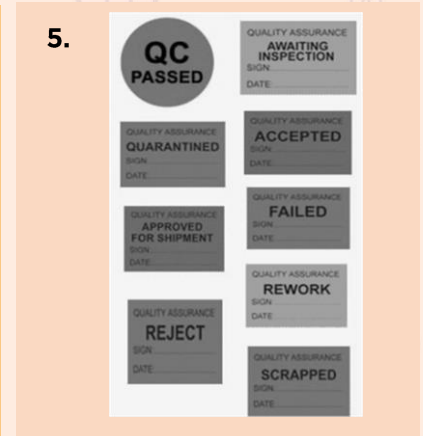 5.
QC
PASSED
QUALITY ASSURANCE
AWAITING
INSPECTION
SIGN
DATE
QUALITY ASSURANCE
QUARANTINED
SIGN
DATE
QUALITY ASSURANCE
ACCEPTED
SIGN
DATE
QUALITY ASSURANCE
APPROVED
FOR SHIPMENT
SIGN
DATE
QUALITY ASSURANCE
FAILED
SIGN
DATE
QUALITY ASSURANCE
REWORK
SIGN
DATE
QUALITY ASSURANCE
REJECT
SIGN
DATE
QUALITY ASSURANCE
SCRAPPED
SIGN
DATE